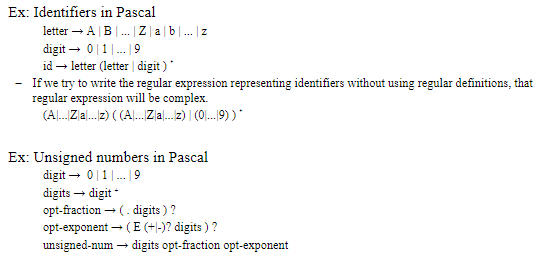 Ex: Identifiers in Pascal
letter → A | B | ... | Z | a | b | ... | z
digit → 0 | 1 | ... | 9
id → letter (letter | digit ) *
– If we try to write the regular expression representing identifiers without using regular definitions, that
regular expression will be complex.
(A|...|Z|a|...|z) ( (A|...|Z|a|...|z) | (0|...|9) ) *
Ex: Unsigned numbers in Pascal
digit → 0 | 1 | ... | 9
digits → digit +
opt-fraction → ( . digits ) ?
opt-exponent → ( E (+|-)? digits ) ?
unsigned-num → digits opt-fraction opt-exponent